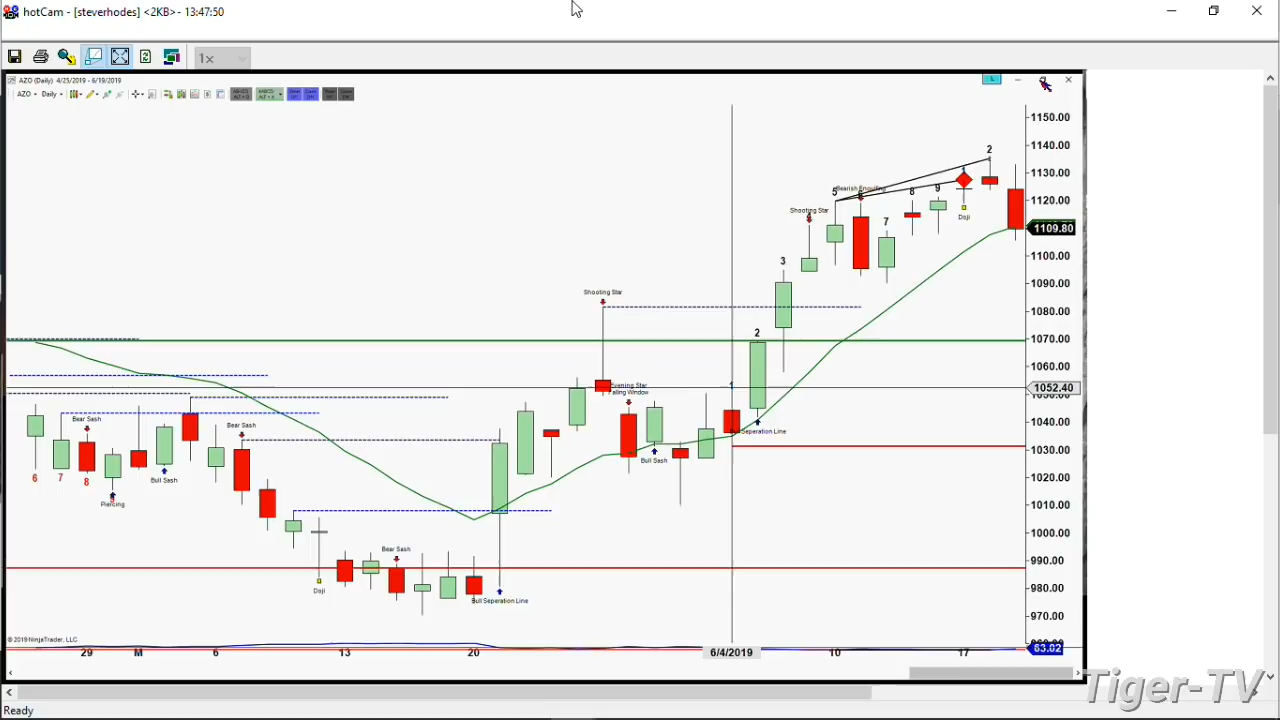 hotCam - [steverhodes] <2KB> - 13:47:50
1x
AZO (Daily) 4/25/2019 - 6/19/2019
L
AZO Daily
1150.00
1140.00
1130.00
1120.00
1109.80
1100.00
1090.00
1080.00
1070.00
1060.00
1052.40
1040.00
1030.00
1020.00
1010.00
1000.00
990.00
980.00
970.00
63.02
2
Bearish Engulfing
5
8
9
Shooting Star
4
7
Doji
3
Shooting Star
2
1
Evening Star
Falling Window
Bull Seperation Line
Bull Sash
Bear Sash
Bear Sash
6
7
8
Bull Sash
Piercing
Bear Sash
Doji
Bull Seperation Line
© 2019 NinjaTrader, LLC
29
M
6
13
20
6/4/2019
10
17
Tiger-TV
Ready